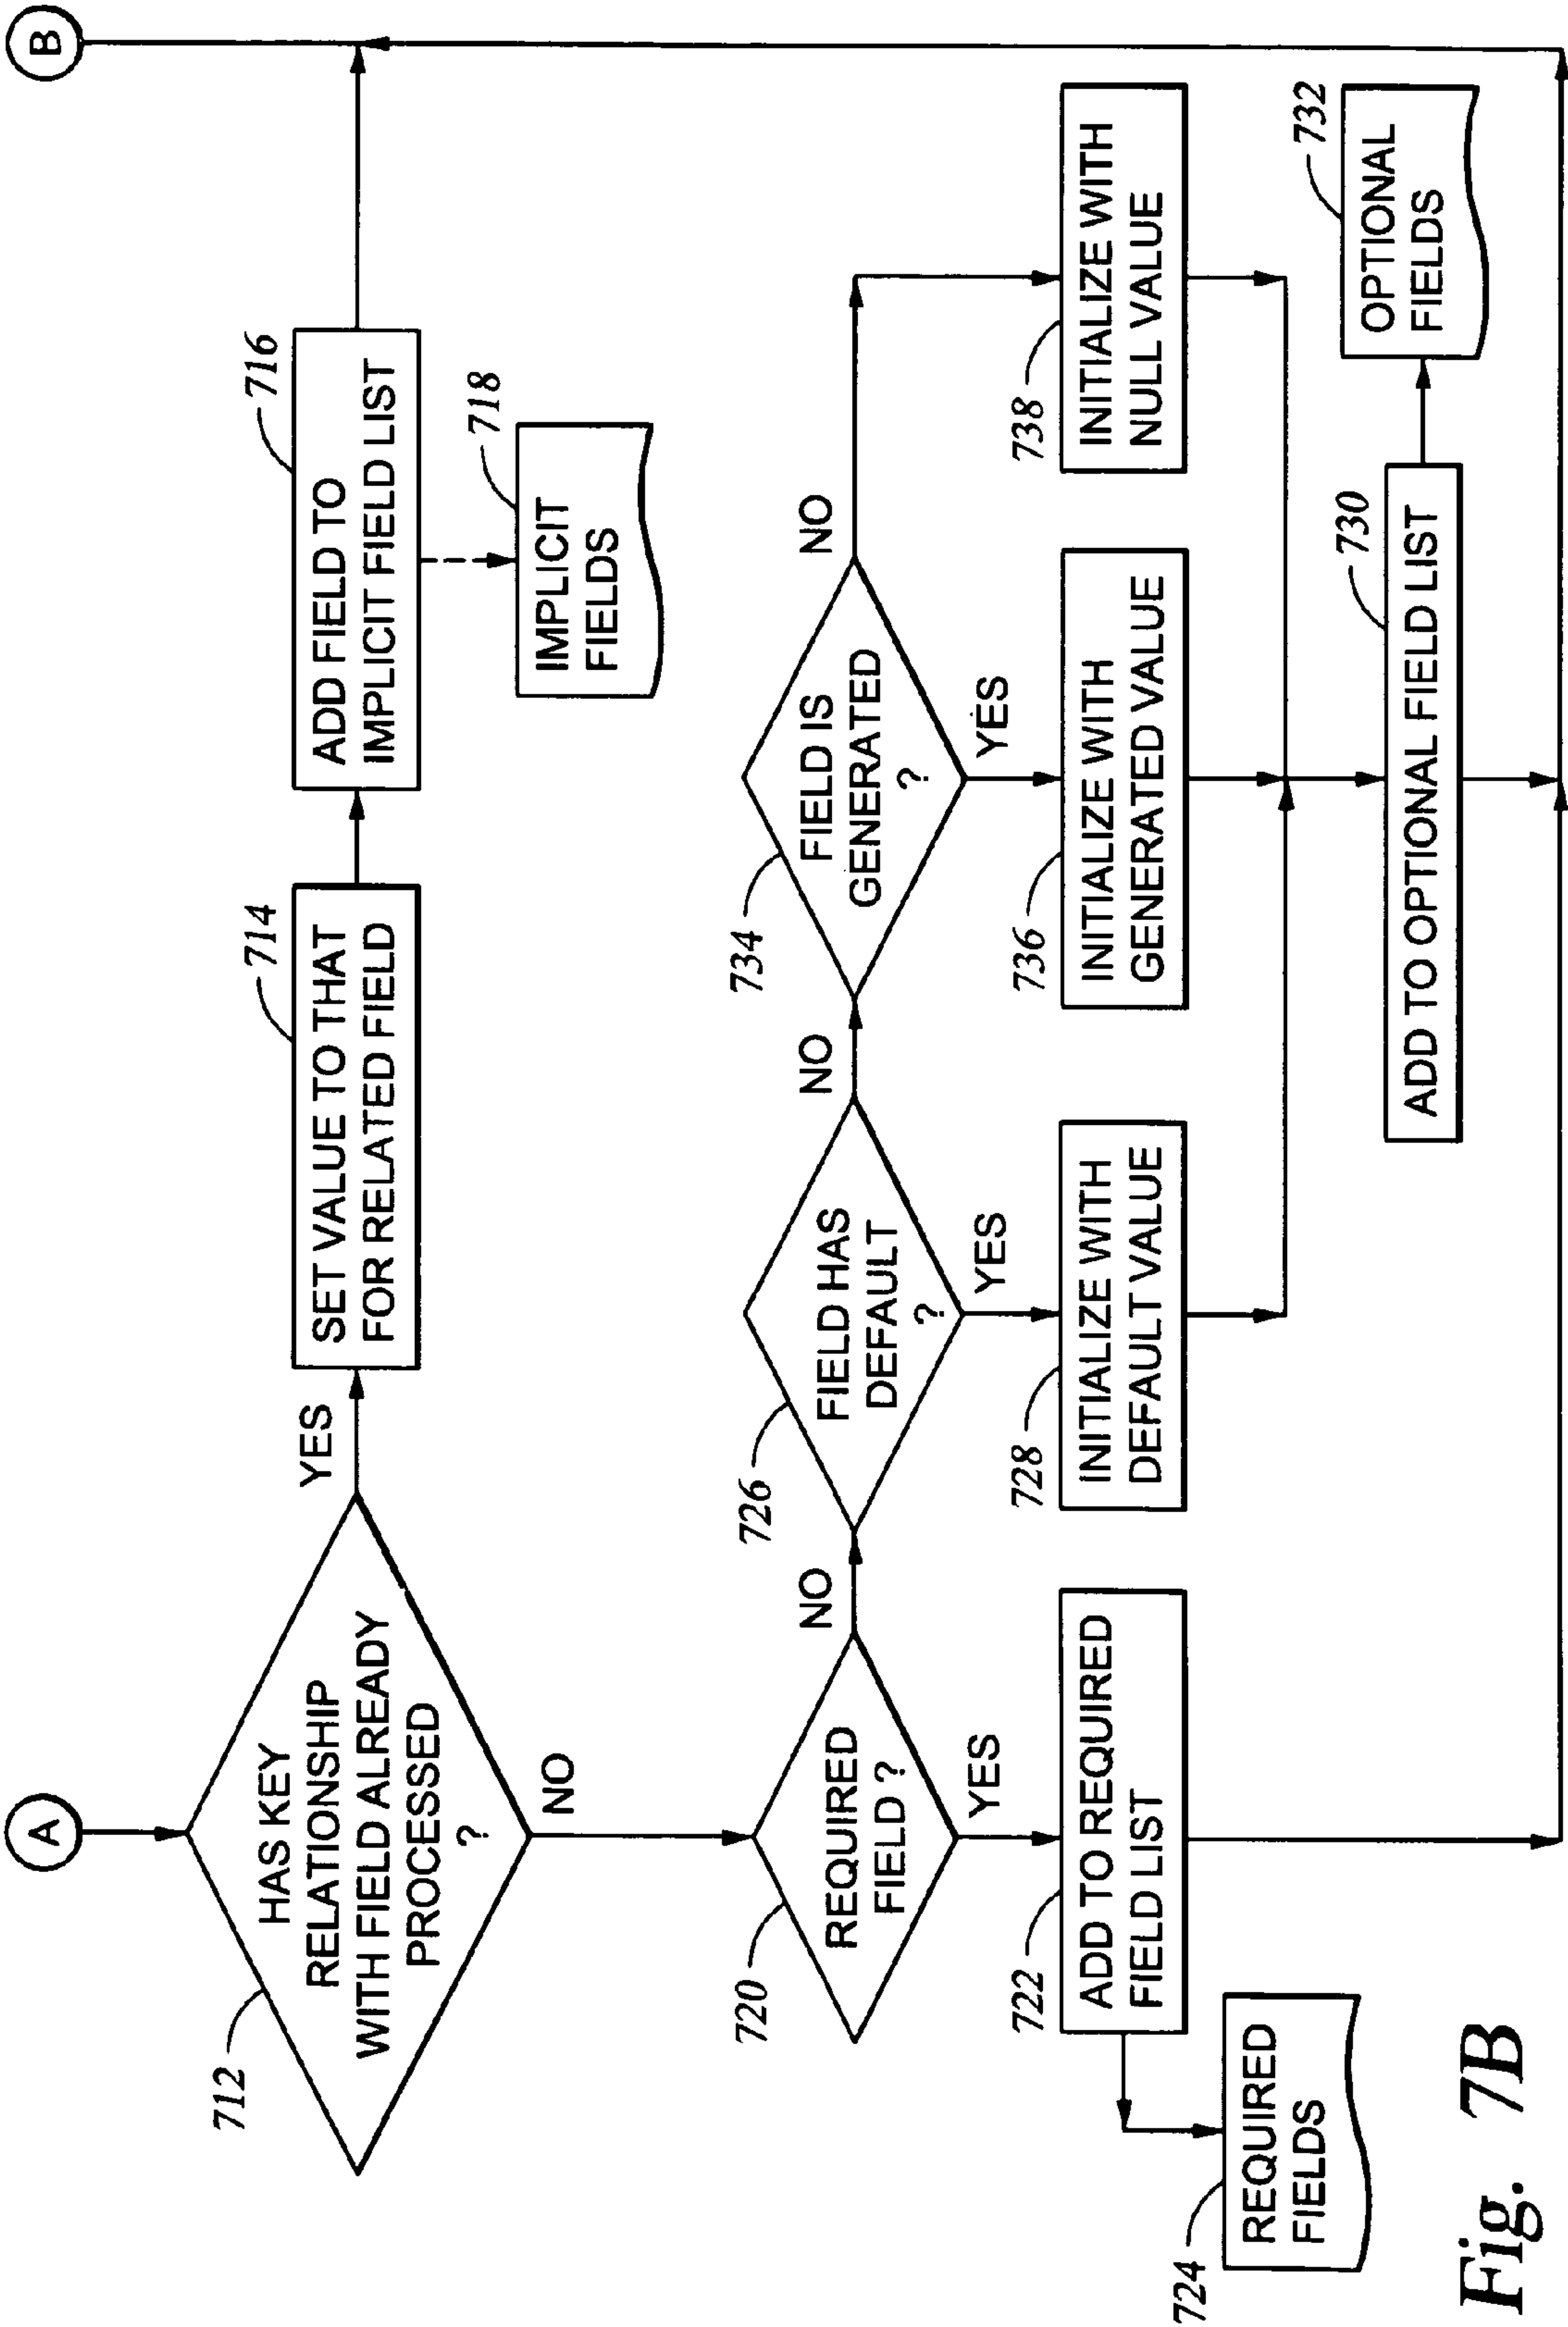 A
B
712
HAS KEY
RELATIONSHIP
WITH FIELD ALREADY
PROCESSED
?
YES
NO
714
SET VALUE TO THAT
FOR RELATED FIELD
716
ADD FIELD TO
IMPLICIT FIELD LIST
718
IMPLICIT
FIELDS
720
REQUIRED
FIELD ?
NO
YES
726
FIELD HAS
DEFAULT
?
NO
YES
734
FIELD IS
GENERATED
?
NO
YES
722
ADD TO REQUIRED
FIELD LIST
728
INITIALIZE WITH
DEFAULT VALUE
736
INITIALIZE WITH
GENERATED VALUE
738
INITIALIZE WITH
NULL VALUE
724
REQUIRED
FIELDS
730
ADD TO OPTIONAL FIELD LIST
732
OPTIONAL
FIELDS
Fig. 7B